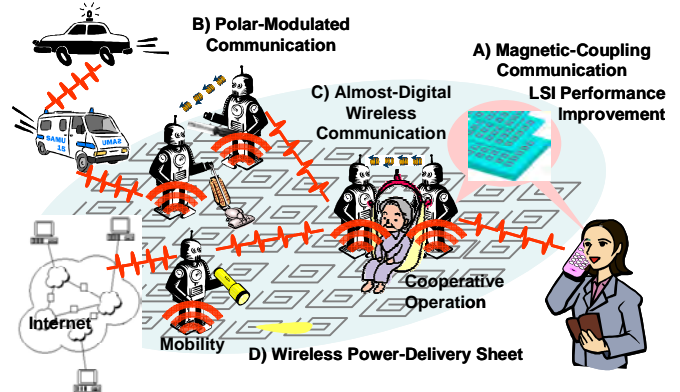 B) Polar-Modulated
Communication
A) Magnetic-Coupling
Communication
LSI Performance
Improvement
C) Almost-Digital
Wireless
Communication
SAMU
15
UMAS
Cooperative
Operation
Internet
Mobility
D) Wireless Power-Delivery Sheet